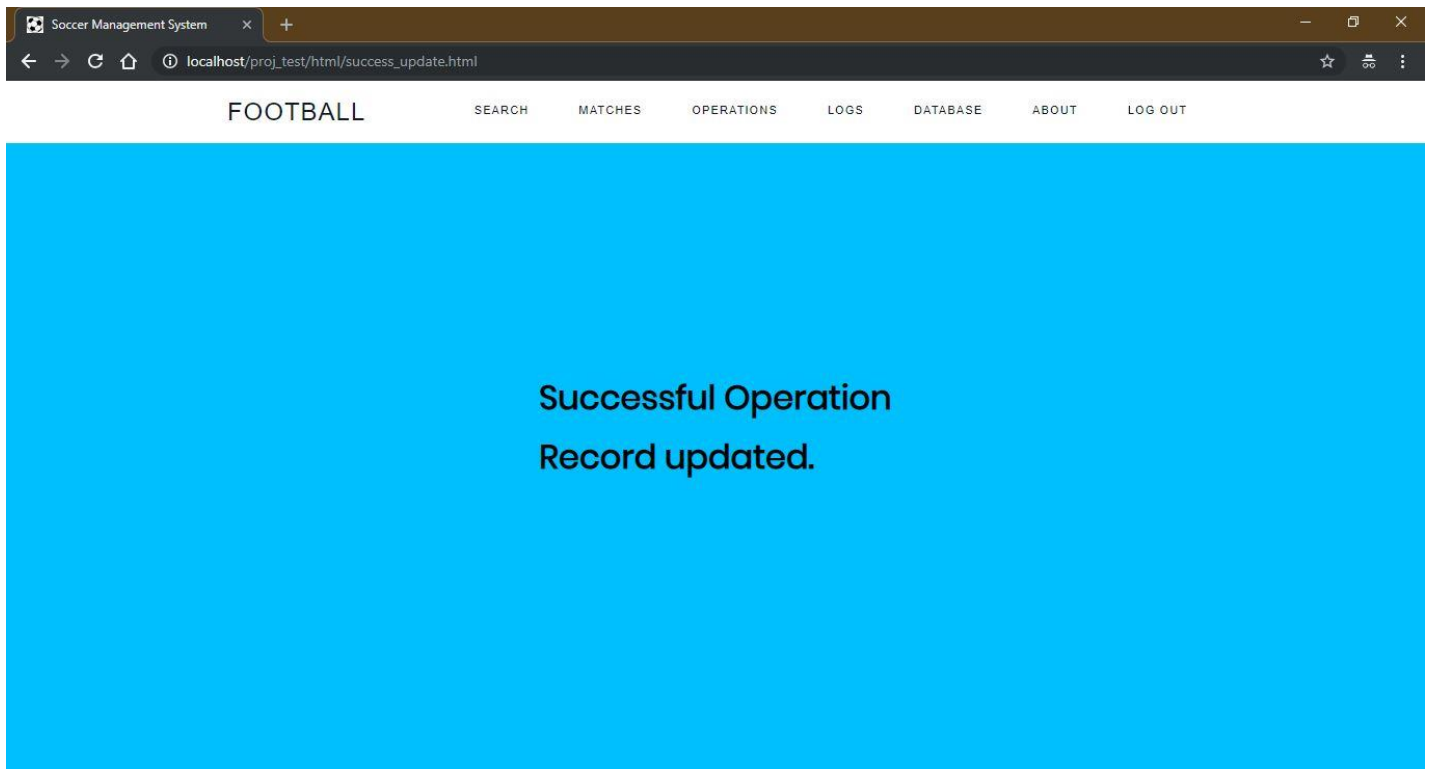 Soccer Management System
localhost/proj_test/html/success_update.html
FOOTBALL SEARCH MATCHES OPERATIONS LOGS DATABASE ABOUT LOG OUT
Successful Operation
Record updated.